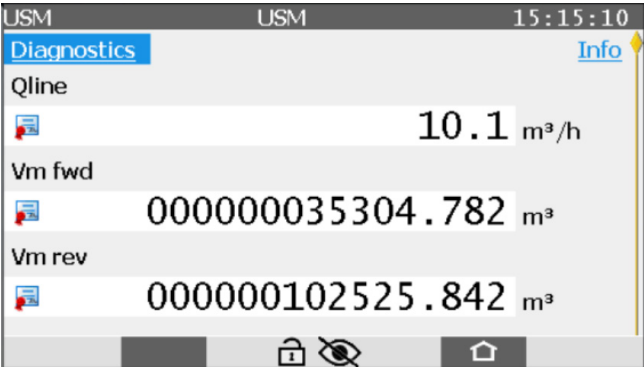 USM USM 15:15:10
Diagnostics Info
Qline
10.1 m³/h
Vm fwd
000000035304.782 m³
Vm rev
000000102525.842 m³